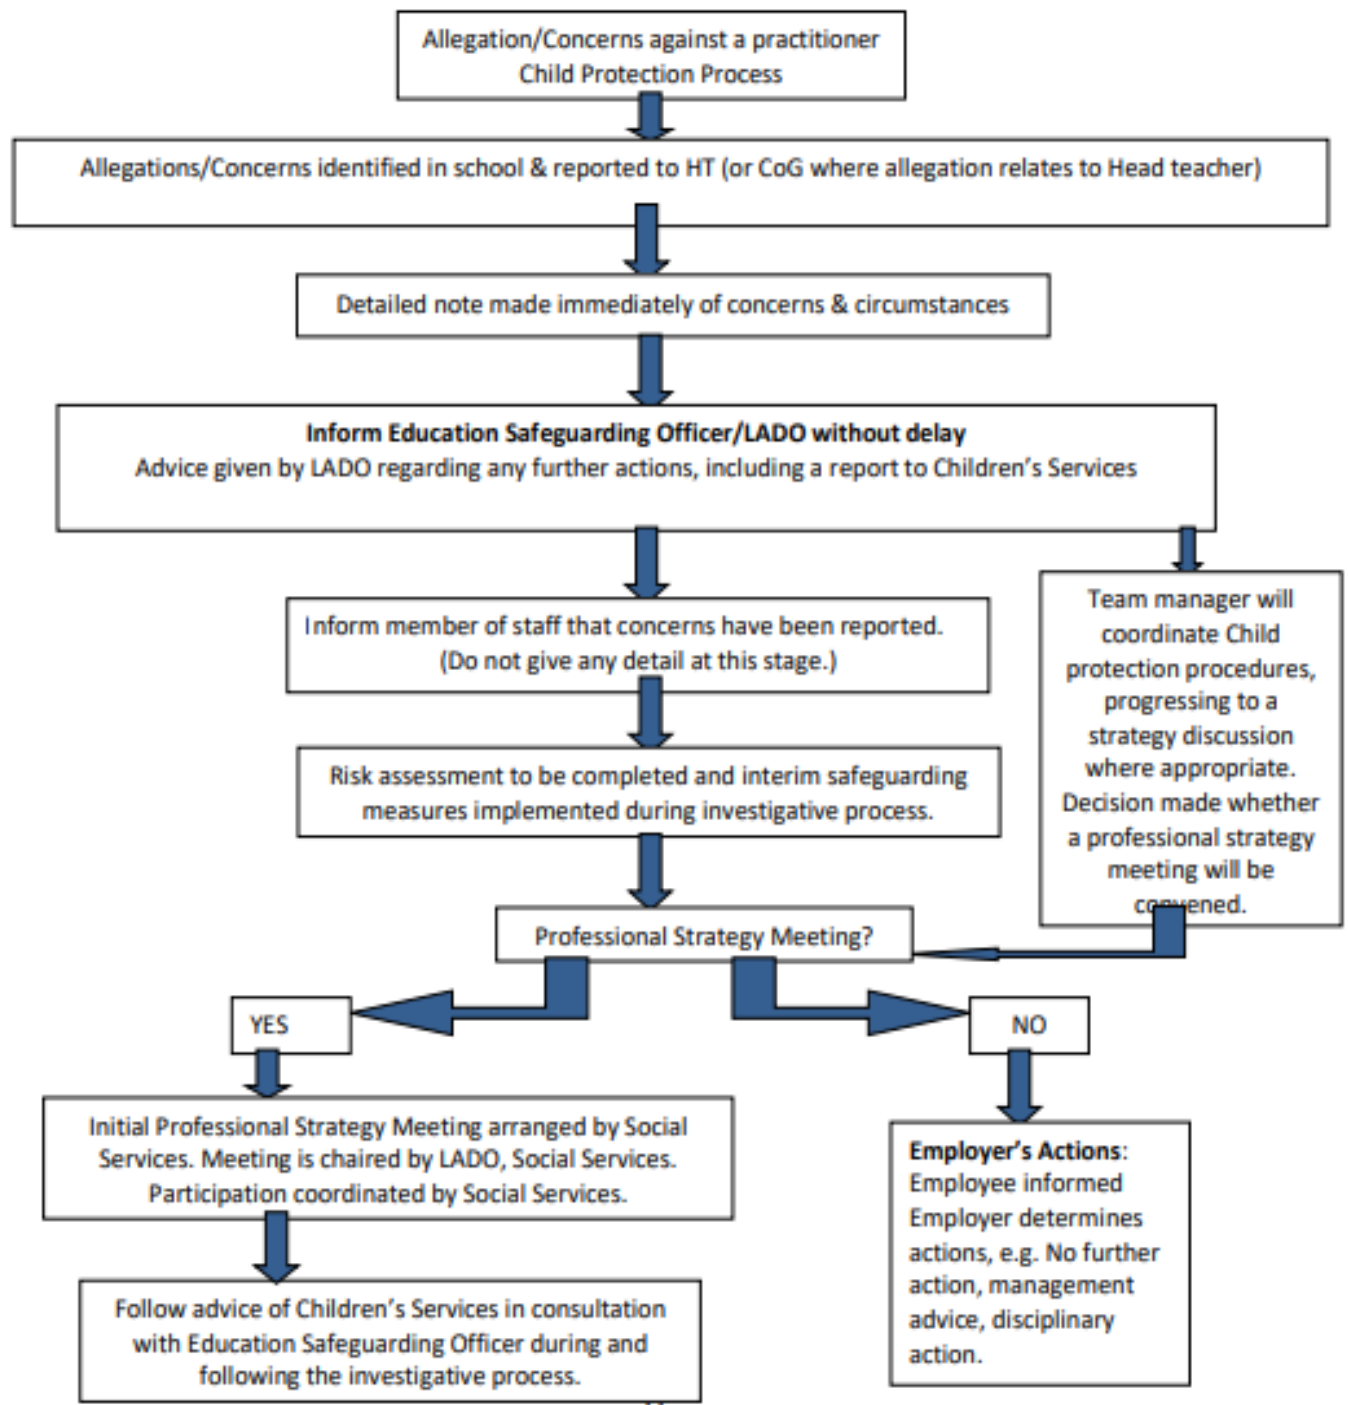 Allegation/Concerns against a practitioner
Child Protection Process
Allegations/Concerns identified in school & reported to HT (or CoG where allegation relates to Head teacher)
Detailed note made immediately of concerns & circumstances
Inform Education Safeguarding Officer/LADO without delay
Advice given by LADO regarding any further actions, including a report to Children's Services
Inform member of staff that concerns have been reported.
(Do not give any detail at this stage.)
Team manager will
coordinate Child
protection procedures,
progressing to a
strategy discussion
where appropriate.
Decision made whether
a professional strategy
meeting will be
convened.
Risk assessment to be completed and interim safeguarding
measures implemented during investigative process.
Professional Strategy Meeting?
YES
NO
Initial Professional Strategy Meeting arranged by Social
Services. Meeting is chaired by LADO, Social Services.
Participation coordinated by Social Services.
Employer's Actions:
Employee informed
Employer determines
actions, e.g. No further
action, management
advice, disciplinary
action.
Follow advice of Children's Services in consultation
with Education Safeguarding Officer during and
following the investigative process.